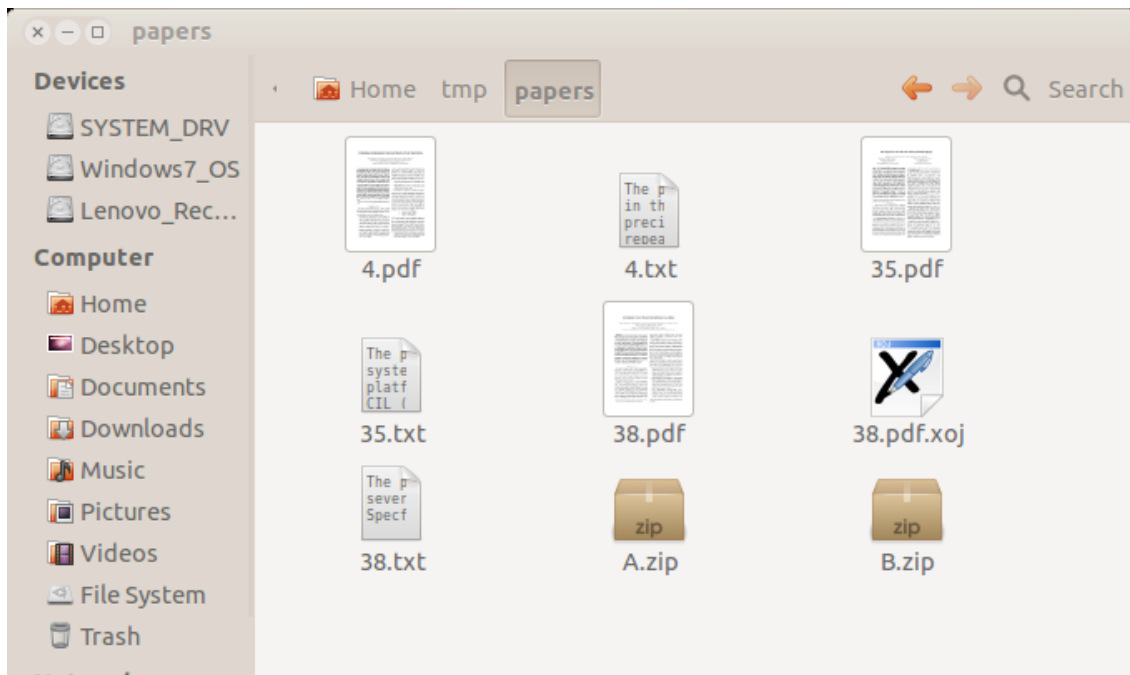 papers
Devices
SYSTEM_DRV
Windows7_OS
Lenovo_Rec...
Computer
Home
Desktop
Documents
Downloads
Music
Pictures
Videos
File System
Trash
Home tmp papers Search
4.pdf
The p
in th
preci
repea
4.txt
35.pdf
The p
syste
platf
CIL (
35.txt
38.pdf
38.pdf.xoj
The p
sever
Specf
38.txt
zip
A.zip
zip
B.zip